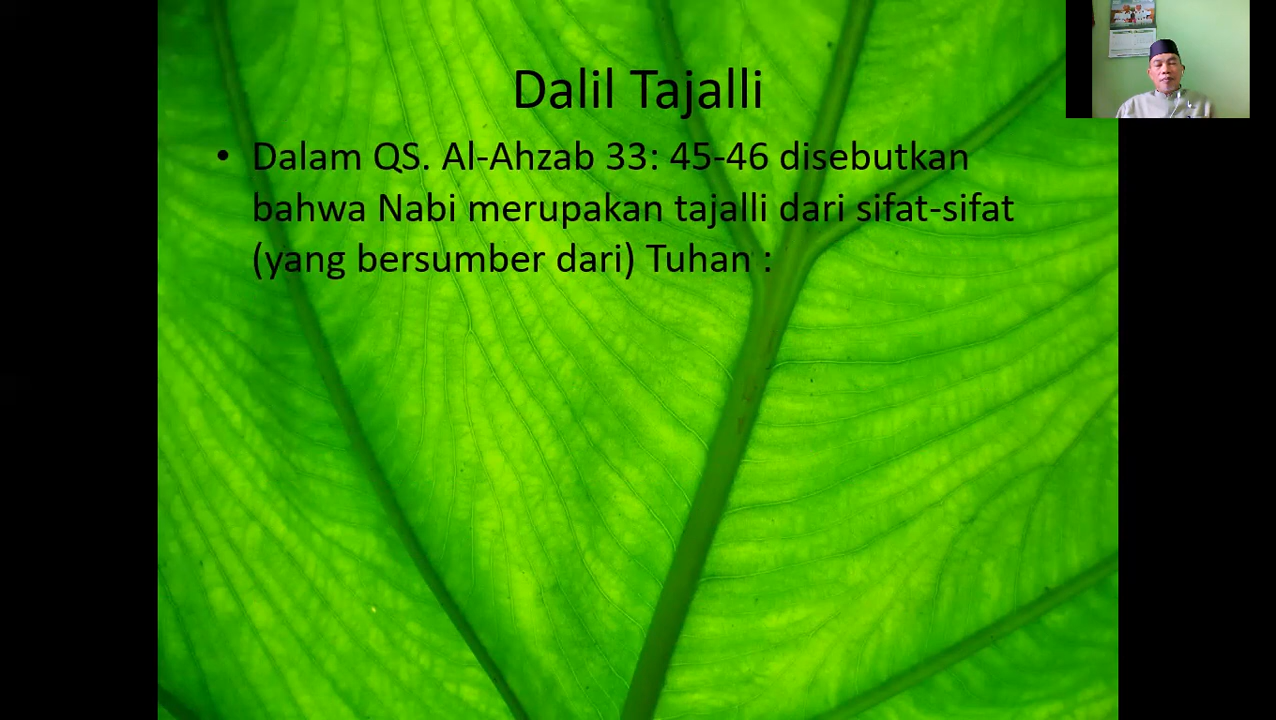 Dalil Tajalli
• Dalam QS. Al-Ahzab 33: 45-46 disebutkan
bahwa Nabi merupakan tajalli dari sifat-sifat
(yang bersumber dari) Tuhan :